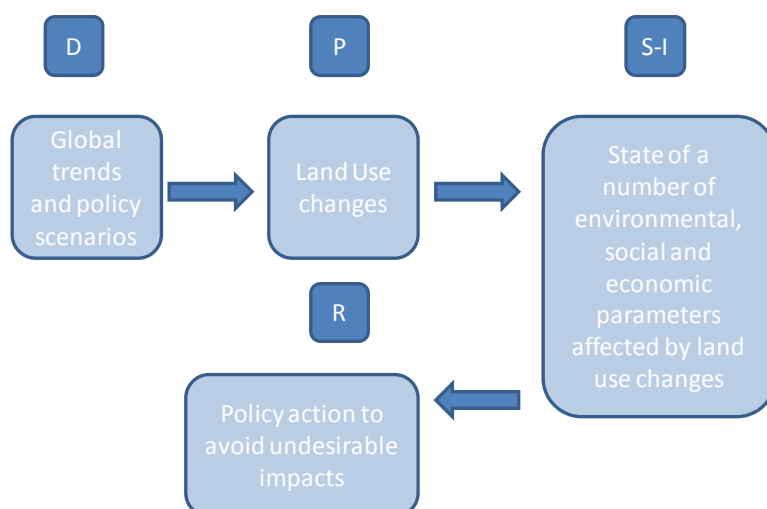 D
P
S-I
Global
trends
and policy
scenarios
Land Use
changes
State of a
number of
environmental,
social and
economic
parameters
affected by land
use changes
R
Policy action to
avoid undesirable
impacts